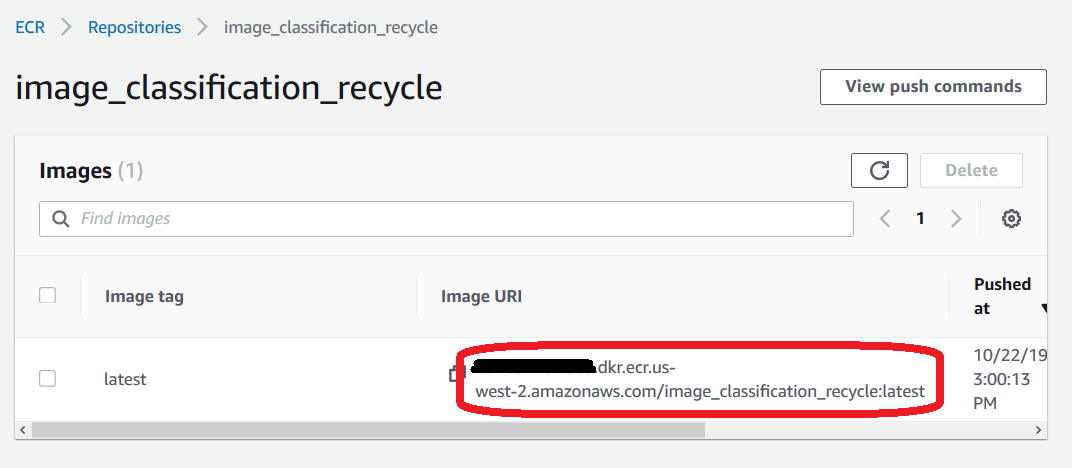 ECR > Repositories > image_classification_recycle
image_classification_recycle
View push commands
Images (1)
Delete
Find images
1
Image tag
Image URI
Pushed
at
latest
.dkr.ecr.us-
west-2.amazonaws.com/image_classification_recycle:latest
10/22/19
3:00:13
PM